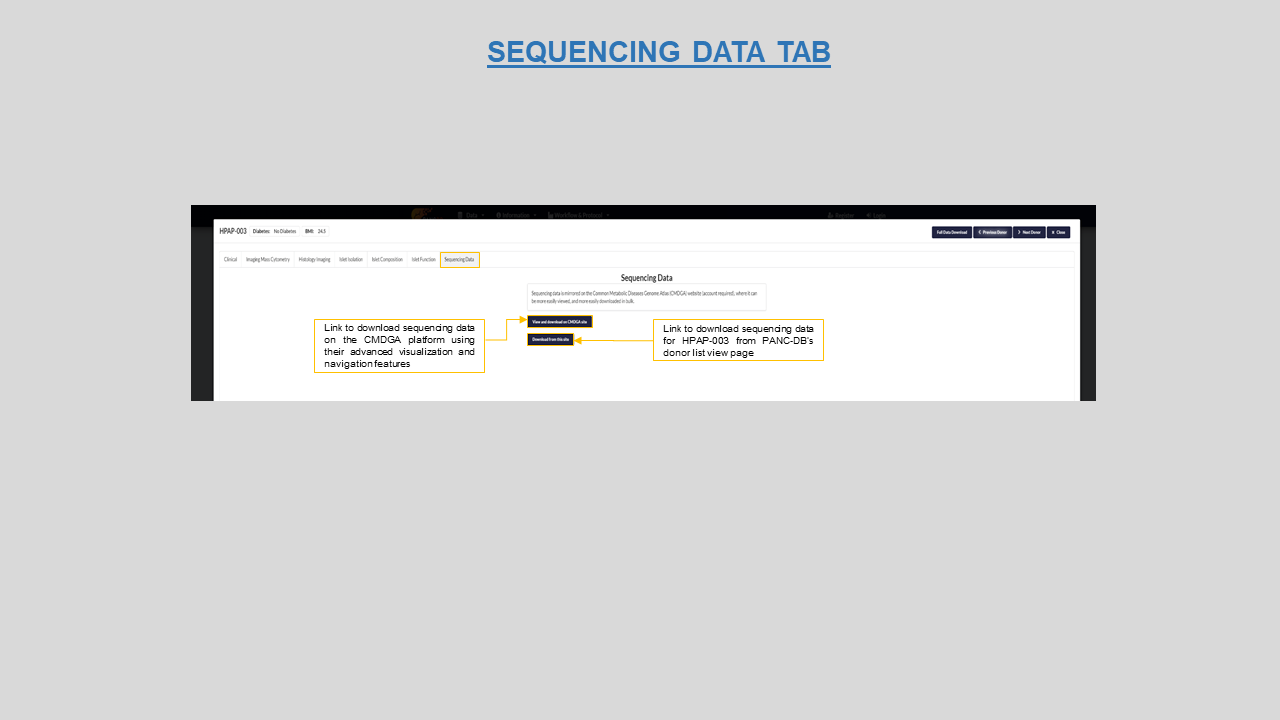 SEQUENCING DATA TAB
Data
Information
Workflow & Protocol
Register
Login
HPAP-003
Diabetes: No Diabetes
BMI: 24.3
Full Data Download
Previous Donor
Next Donor
Close
Clinical
Imaging Mass Cytometry
Histology Imaging
Islet Isolation
Islet Composition
Islet Function
Sequencing Data
Sequencing Data
Sequencing data is mirrored on the Common Metabolic Diseases Genome Atlas (CMDGA) website (account required), where it can
be more easily viewed, and more easily downloaded in bulk.
View and download on CMDGA site
Download from this site
Link to download sequencing data
on the CMDGA platform using
their advanced visualization and
navigation features
Link to download sequencing data
for HPAP-003 from PANC-DB's
donor list view page